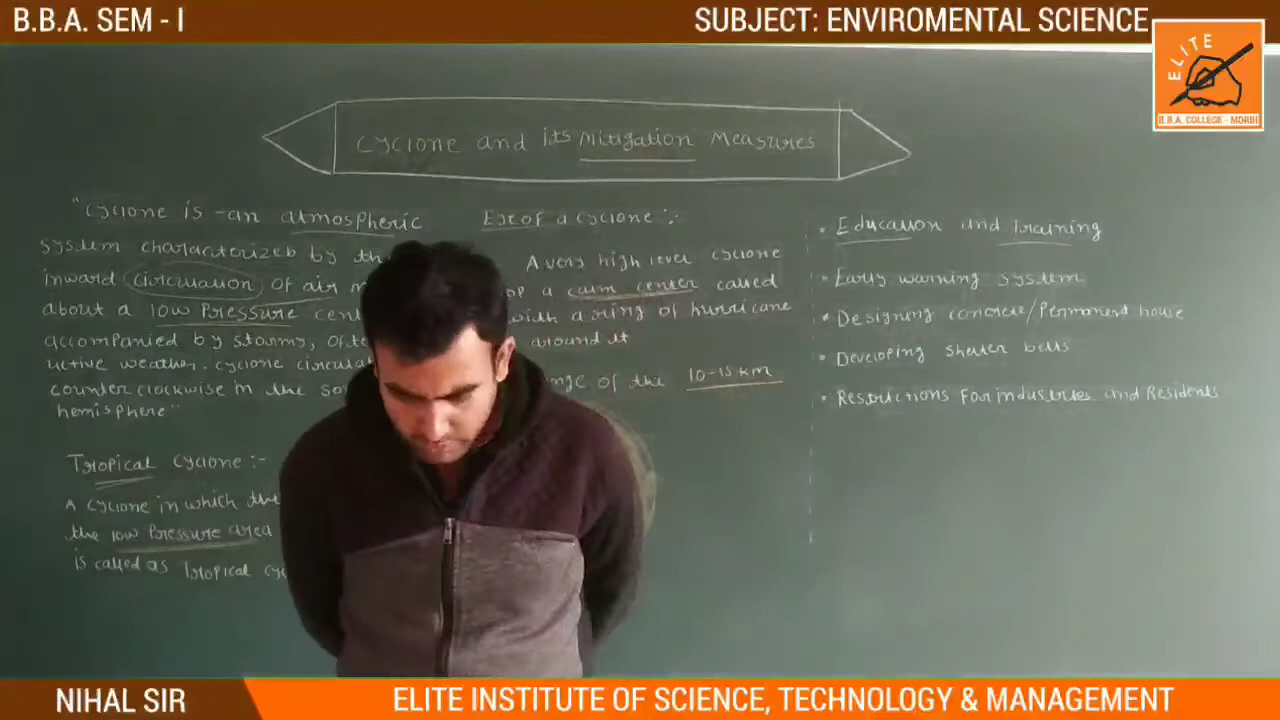 B.B.A. SEM - I
SUBJECT: ENVIROMENTAL SCIENCE
ELITE
B.B.A. COLLEGE - MORBI
Cyclone and its Mitigation Measures
"Cyclone is an atmospheric
system characterized by the
inward circulation of air
about a low Pressure
accompanied by stormy,
active weather. cyclone
counter clockwise in the
hemisphere"
Tropical cyclone :-
A cyclone in which the
the low Pressure area
is called as Tropical
Eye of a cyclone :-
A very high level cyclone
a calm center called
with a ring of hurricane
around it
of the 10-15 km
• Education and Training
• Early warning system
• Designing concrete/Permanent house
• Developing shelter belts
• Restrictions For industries and Residents
NIHAL SIR
ELITE INSTITUTE OF SCIENCE, TECHNOLOGY & MANAGEMENT